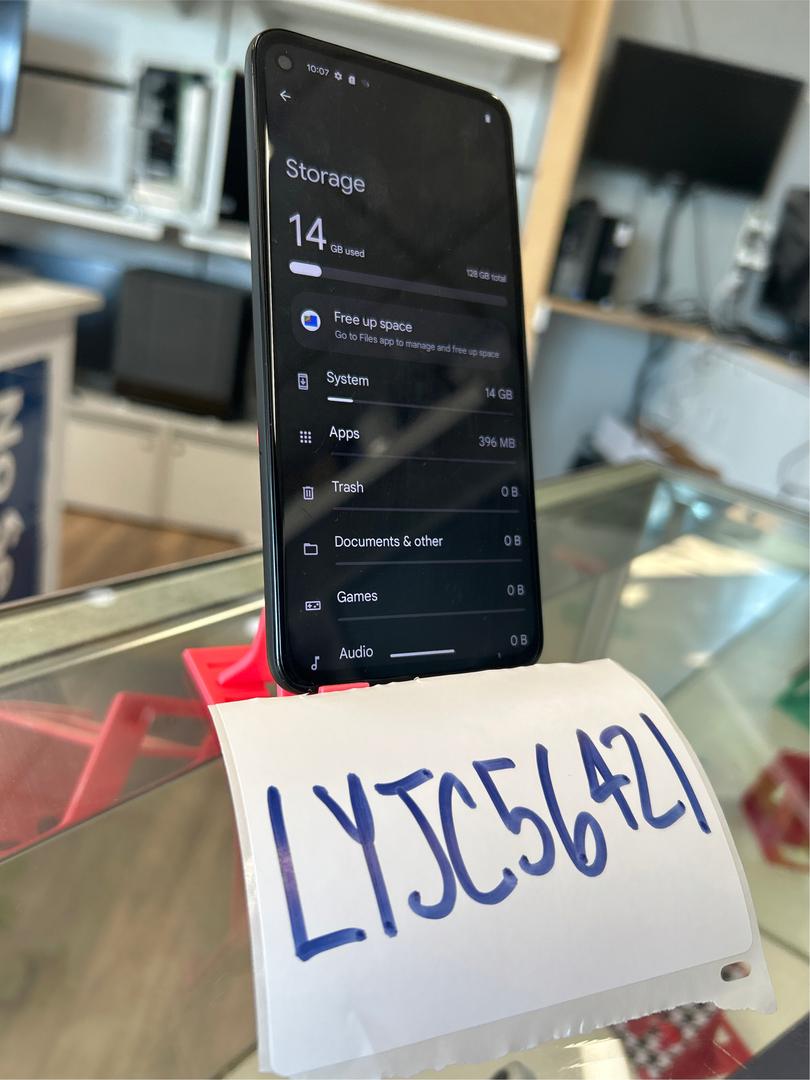 10:07
Storage
14 GB used
128 GB total
Free up space
Go to Files app to manage and free up space
System
14 GB
Apps
396 MB
Trash
0 B
Documents & other
0 B
Games
0 B
Audio
0 B
LYJC56421